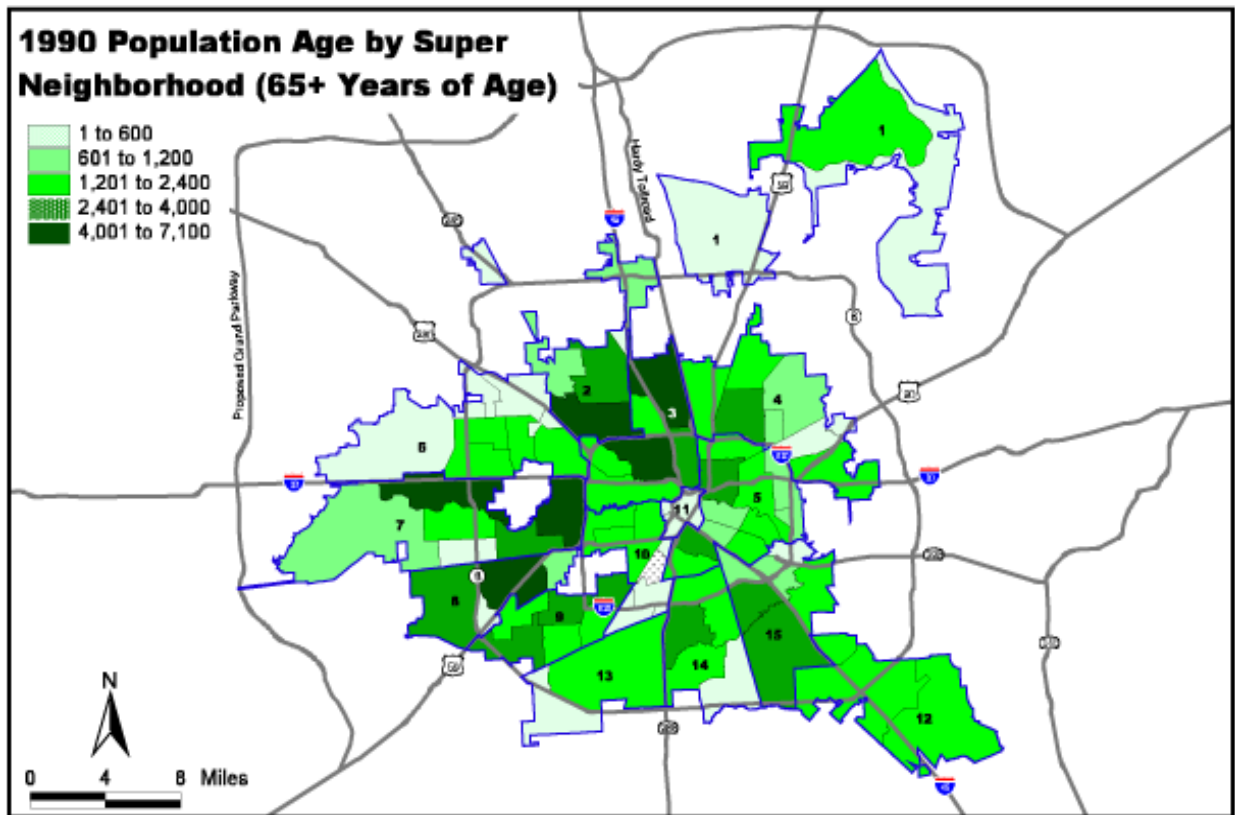 1990 Population Age by Super
Neighborhood (65+ Years of Age)
1 to 600
601 to 1,200
1,201 to 2,400
2,401 to 4,000
4,001 to 7,100
Proposed Grand Parkway
Hardy Tollroad
1
1
2
3
4
5
6
7
8
9
10
11
12
13
14
15
N
0 4 8 Miles